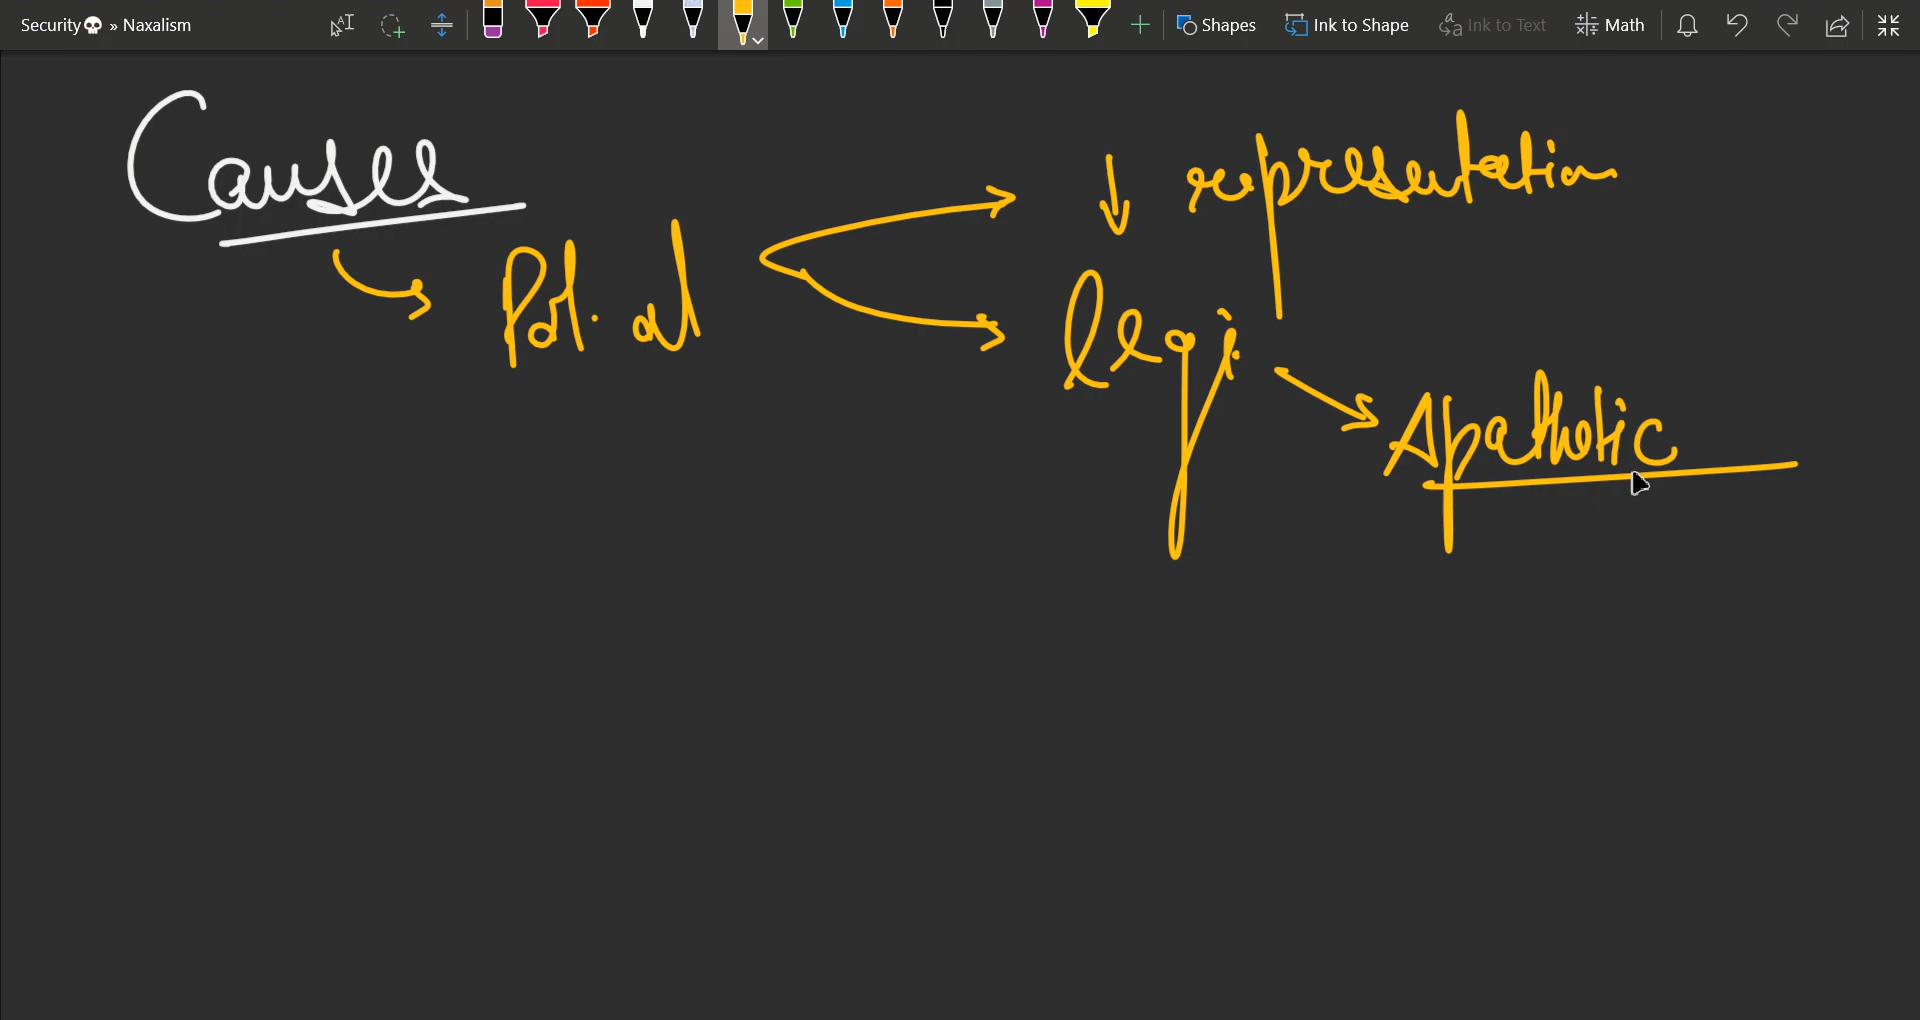 Security💀 » Naxalism
Shapes Ink to Shape Ink to Text Math
Causes
↓ representation
Pol. al
legi.
Apathetic